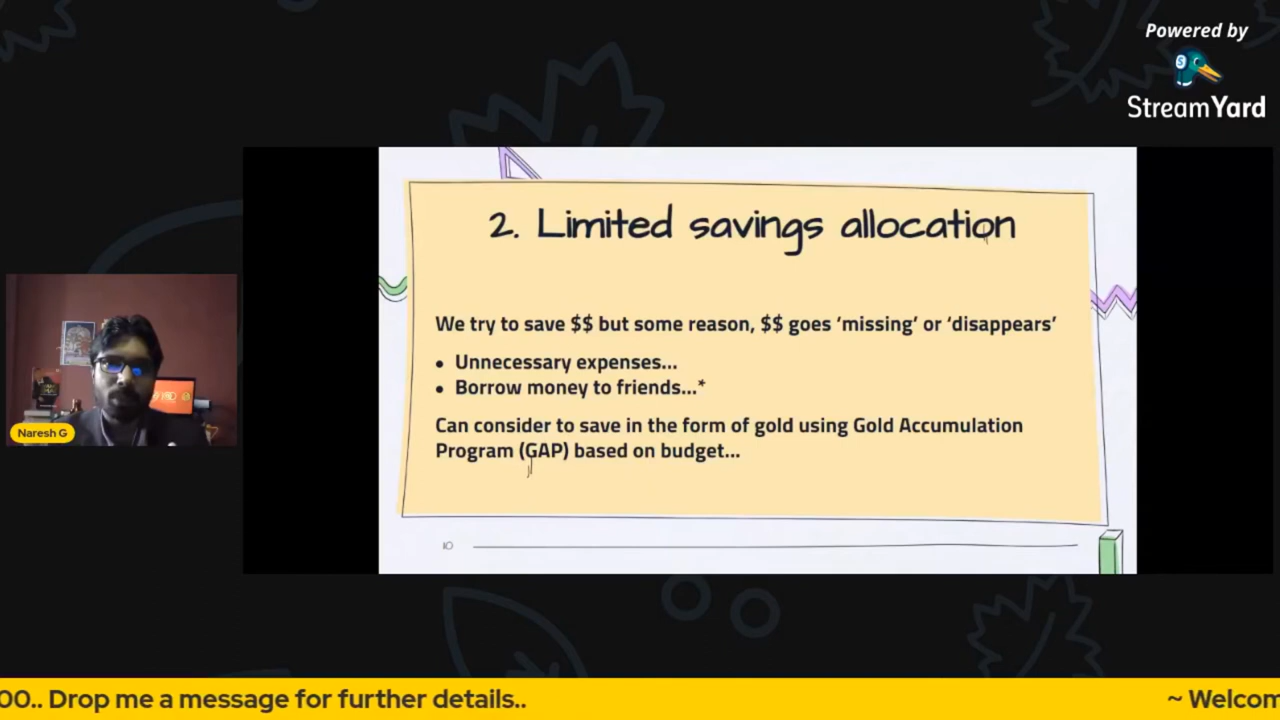 Powered by
StreamYard
2. Limited savings allocation
We try to save $$ but some reason, $$ goes ‘missing’ or ‘disappears’
• Unnecessary expenses...
• Borrow money to friends...*
Can consider to save in the form of gold using Gold Accumulation
Program (GAP) based on budget...
10
Naresh G
00.. Drop me a message for further details..
~ Welcom